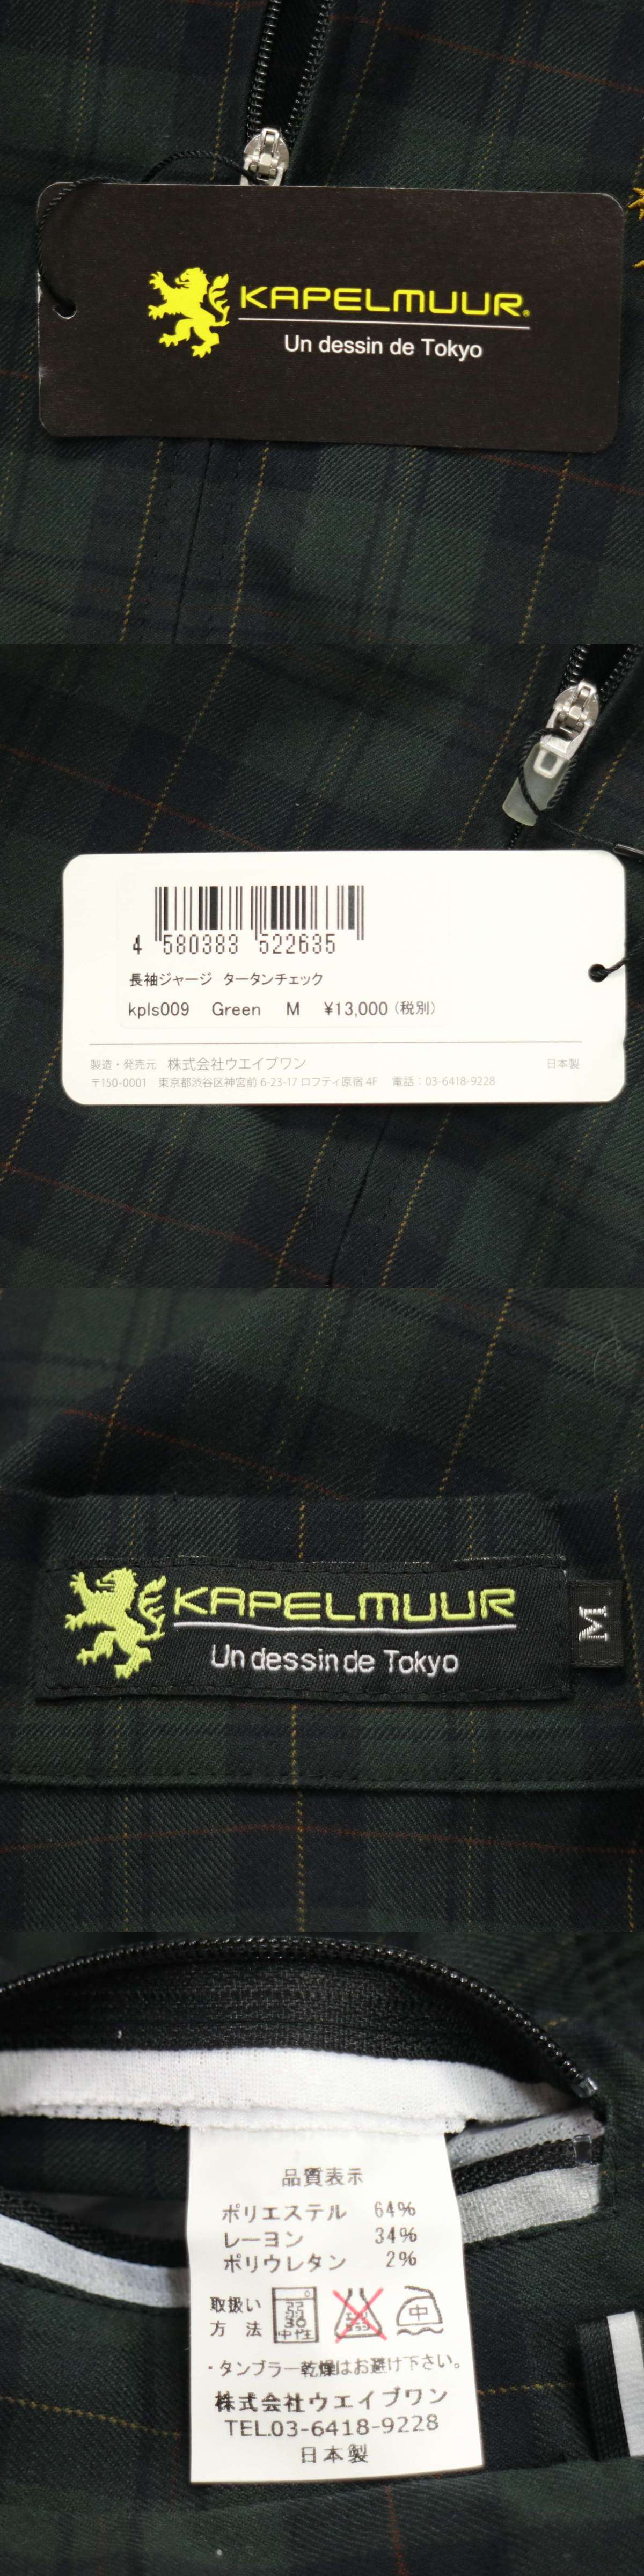 KAPELMUUR®
Un dessin de Tokyo
4 580383 522635
長袖ジャージ タータンチェック
kpls009 Green M ¥13,000(税別)
製造・発売元 株式会社ウエイブワン 日本製
〒150-0001 東京都渋谷区神宮前 6-23-17 ロフティ原宿 4F 電話:03-6418-9228
KAPELMUUR
Un dessin de Tokyo
M
品質表示
ポリエステル 64%
レーヨン 34%
ポリウレタン 2%
取扱い
方 法
30
中性
中
・タンブラー乾燥はお避け下さい。
株式会社ウエイブワン
TEL.03-6418-9228
日本製